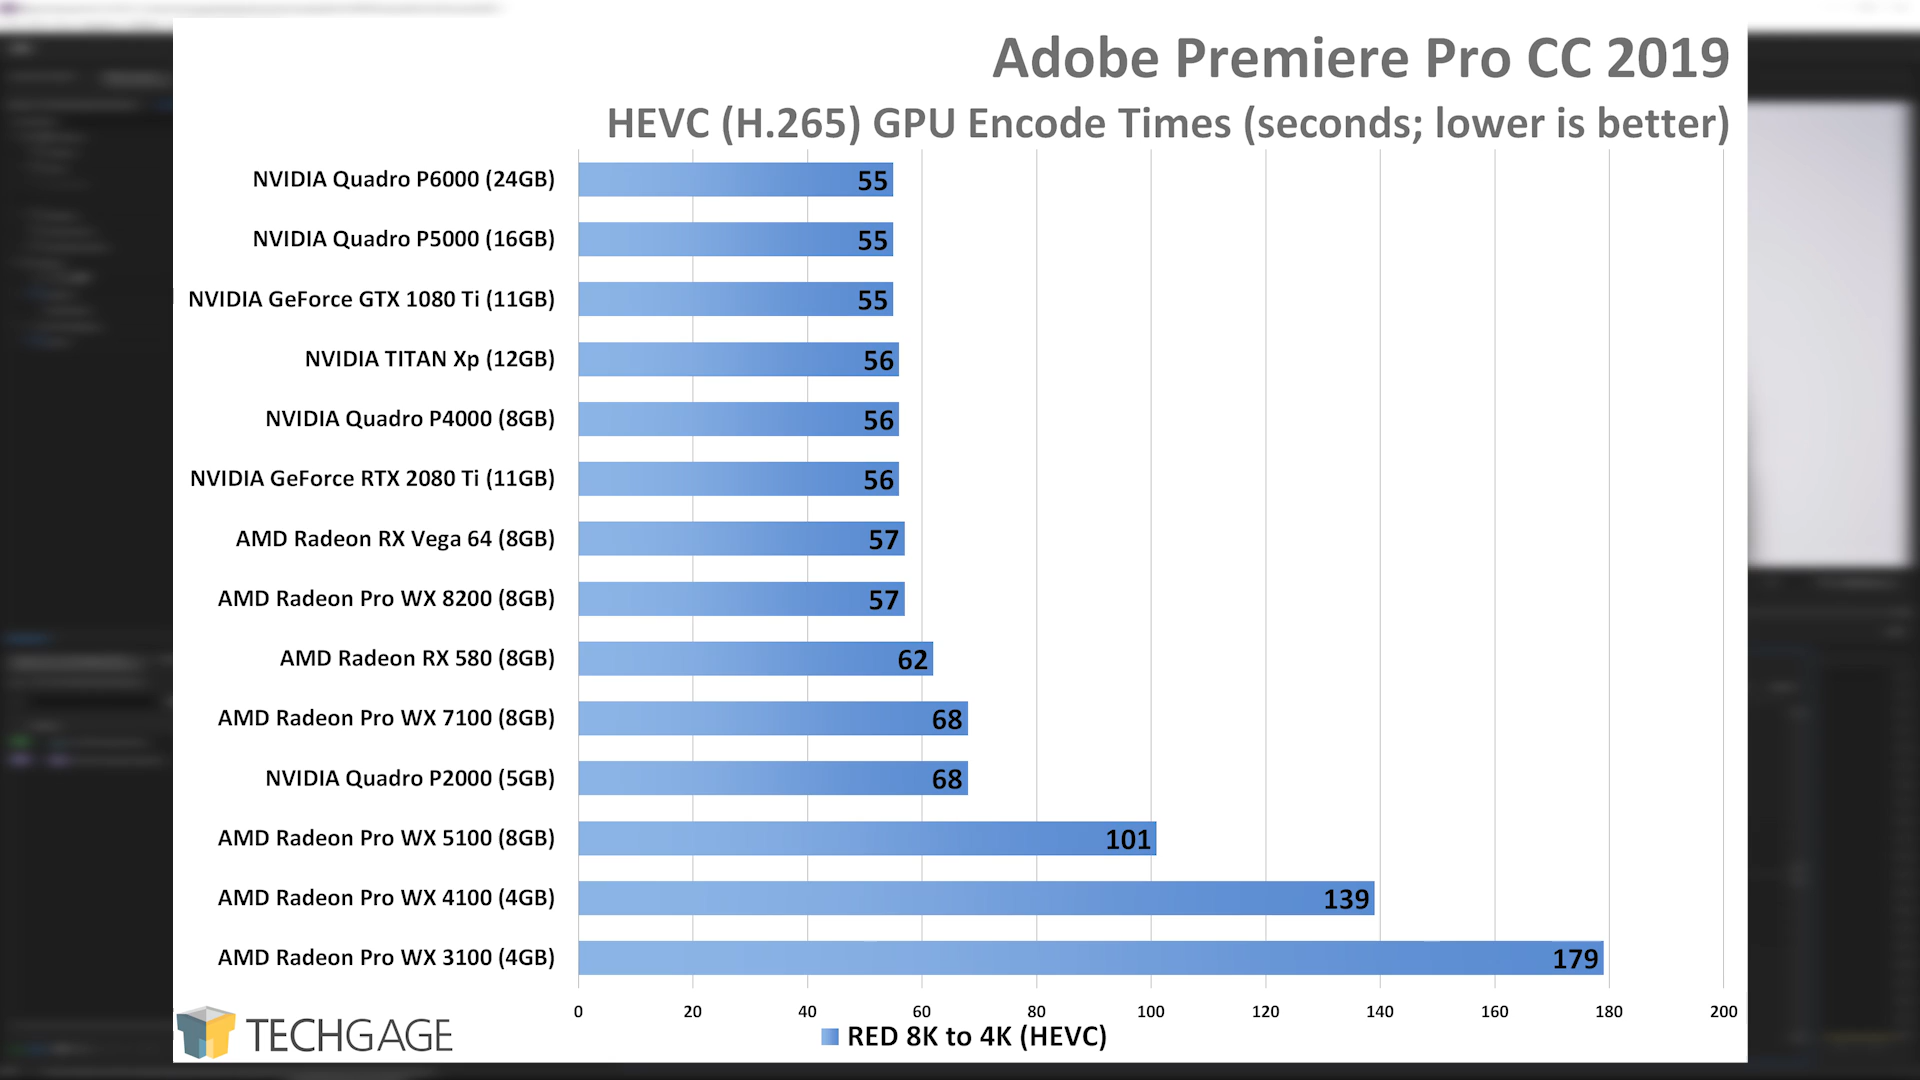 Adobe Premiere Pro CC 2019
HEVC (H.265) GPU Encode Times (seconds; lower is better)
NVIDIA Quadro P6000 (24GB) 55
NVIDIA Quadro P5000 (16GB) 55
NVIDIA GeForce GTX 1080 Ti (11GB) 55
NVIDIA TITAN Xp (12GB) 56
NVIDIA Quadro P4000 (8GB) 56
NVIDIA GeForce RTX 2080 Ti (11GB) 56
AMD Radeon RX Vega 64 (8GB) 57
AMD Radeon Pro WX 8200 (8GB) 57
AMD Radeon RX 580 (8GB) 62
AMD Radeon Pro WX 7100 (8GB) 68
NVIDIA Quadro P2000 (5GB) 68
AMD Radeon Pro WX 5100 (8GB) 101
AMD Radeon Pro WX 4100 (4GB) 139
AMD Radeon Pro WX 3100 (4GB) 179
0 20 40 60 80 100 120 140 160 180 200
RED 8K to 4K (HEVC)
TECHGAGE